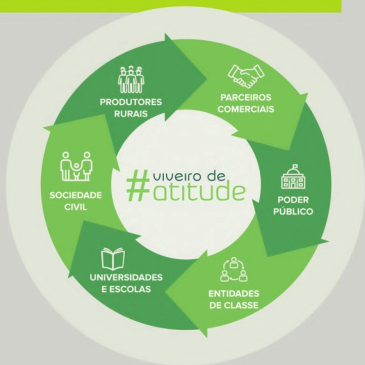 PRODUTORES
RURAIS
PARCEIROS
COMERCIAIS
PODER
PÚBLICO
ENTIDADES
DE CLASSE
UNIVERSIDADES
E ESCOLAS
SOCIEDADE
CIVIL
viveiro de
#atitude